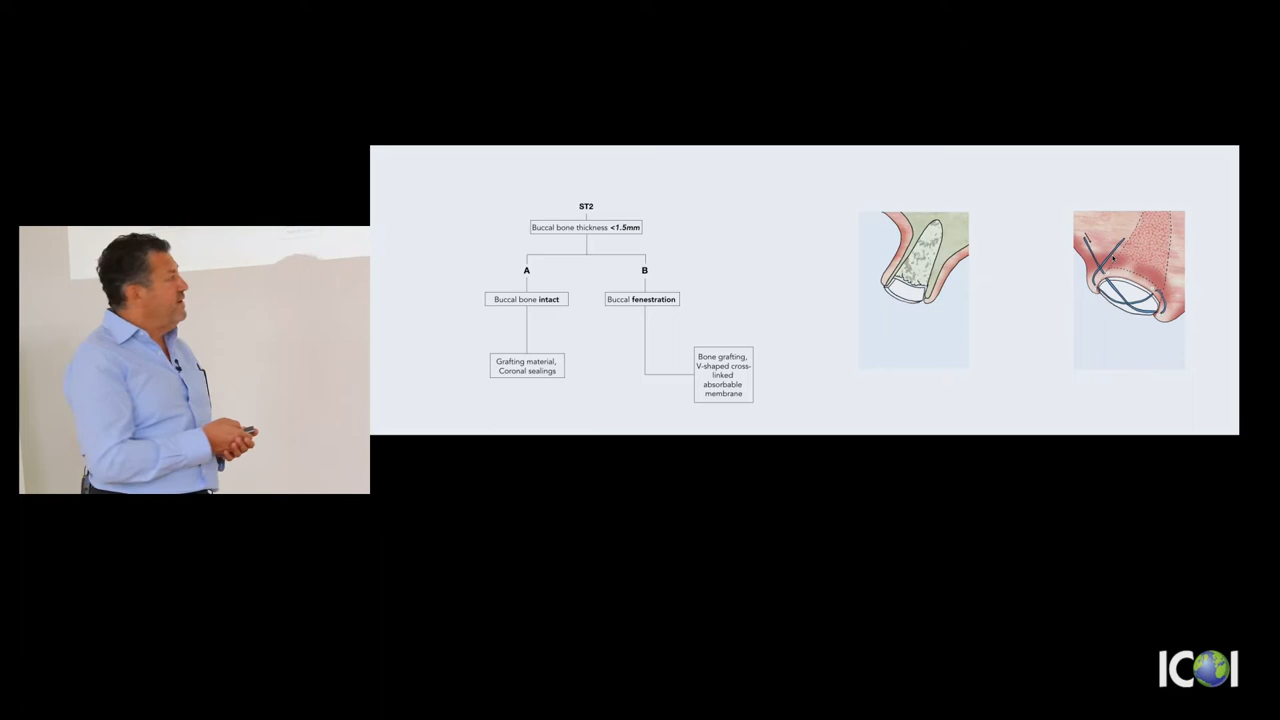 ST2
Buccal bone thickness <1.5mm
A
B
Buccal bone intact
Buccal fenestration
Grafting material,
Coronal sealings
Bone grafting,
V-shaped cross-
linked
absorbable
membrane
ICOI